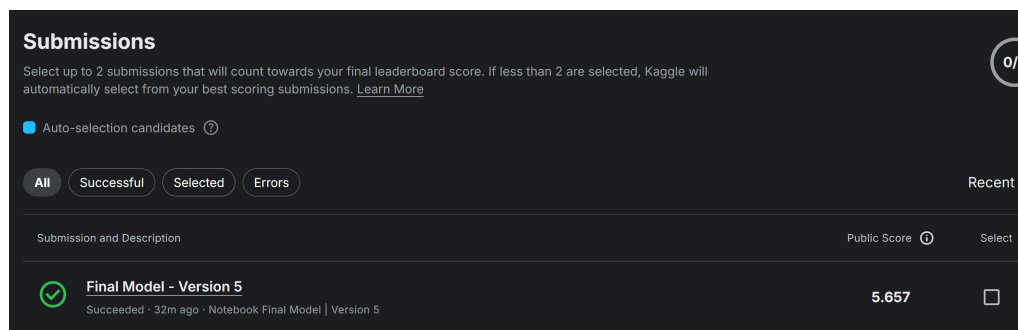 Submissions
Select up to 2 submissions that will count towards your final leaderboard score. If less than 2 are selected, Kaggle will
automatically select from your best scoring submissions. Learn More
0/
Auto-selection candidates ?
All Successful Selected Errors
Recent
Submission and Description Public Score Select
Final Model - Version 5
Succeeded · 32m ago · Notebook Final Model | Version 5
5.657